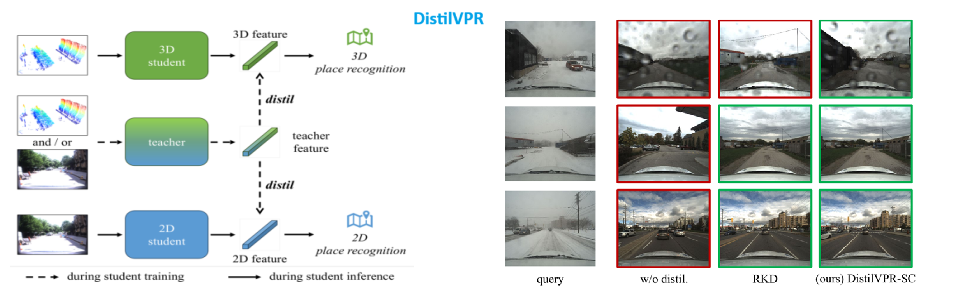 DistilVPR
3D
student
3D feature
3D
place recognition
distil
and / or
teacher
teacher
feature
distil
2D
student
2D feature
2D
place recognition
during student training
during student inference
query
w/o distil.
RKD
(ours) DistilVPR-SC